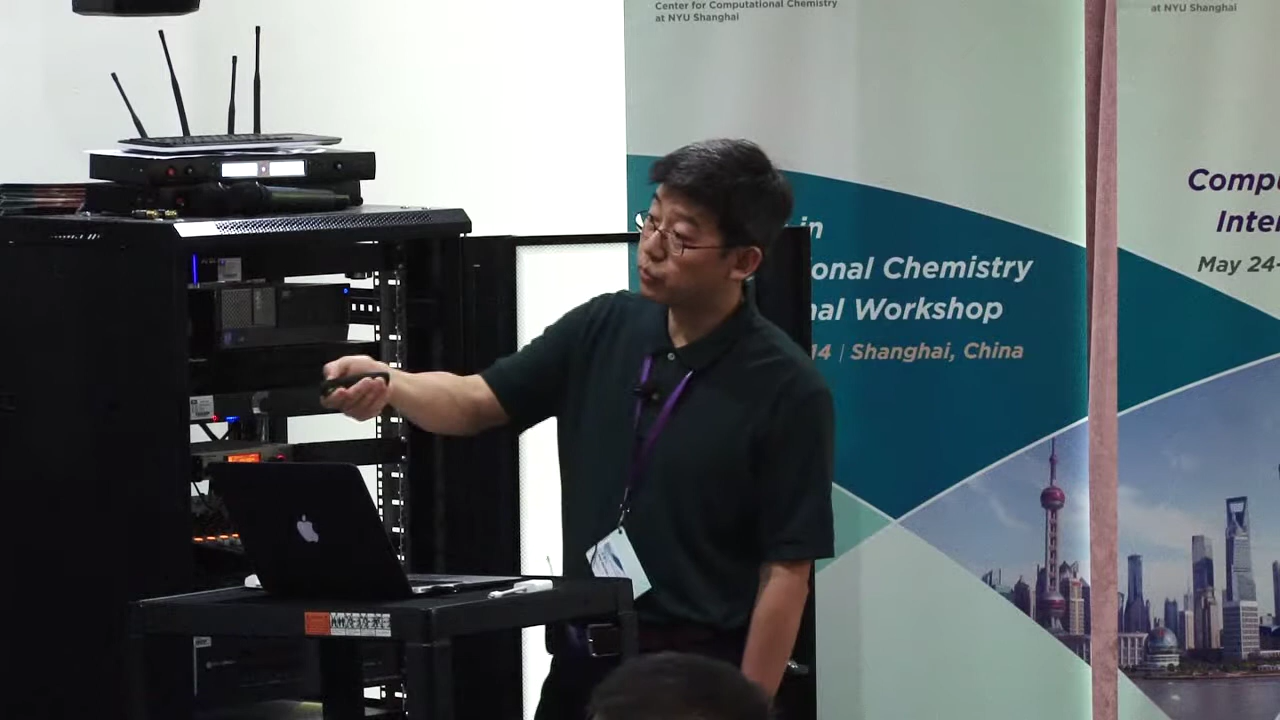 Center for Computational Chemistry
at NYU Shanghai
in
onal Chemistry
nal Workshop
14 | Shanghai, China
at NYU Shanghai
Compu
Inter
May 24-